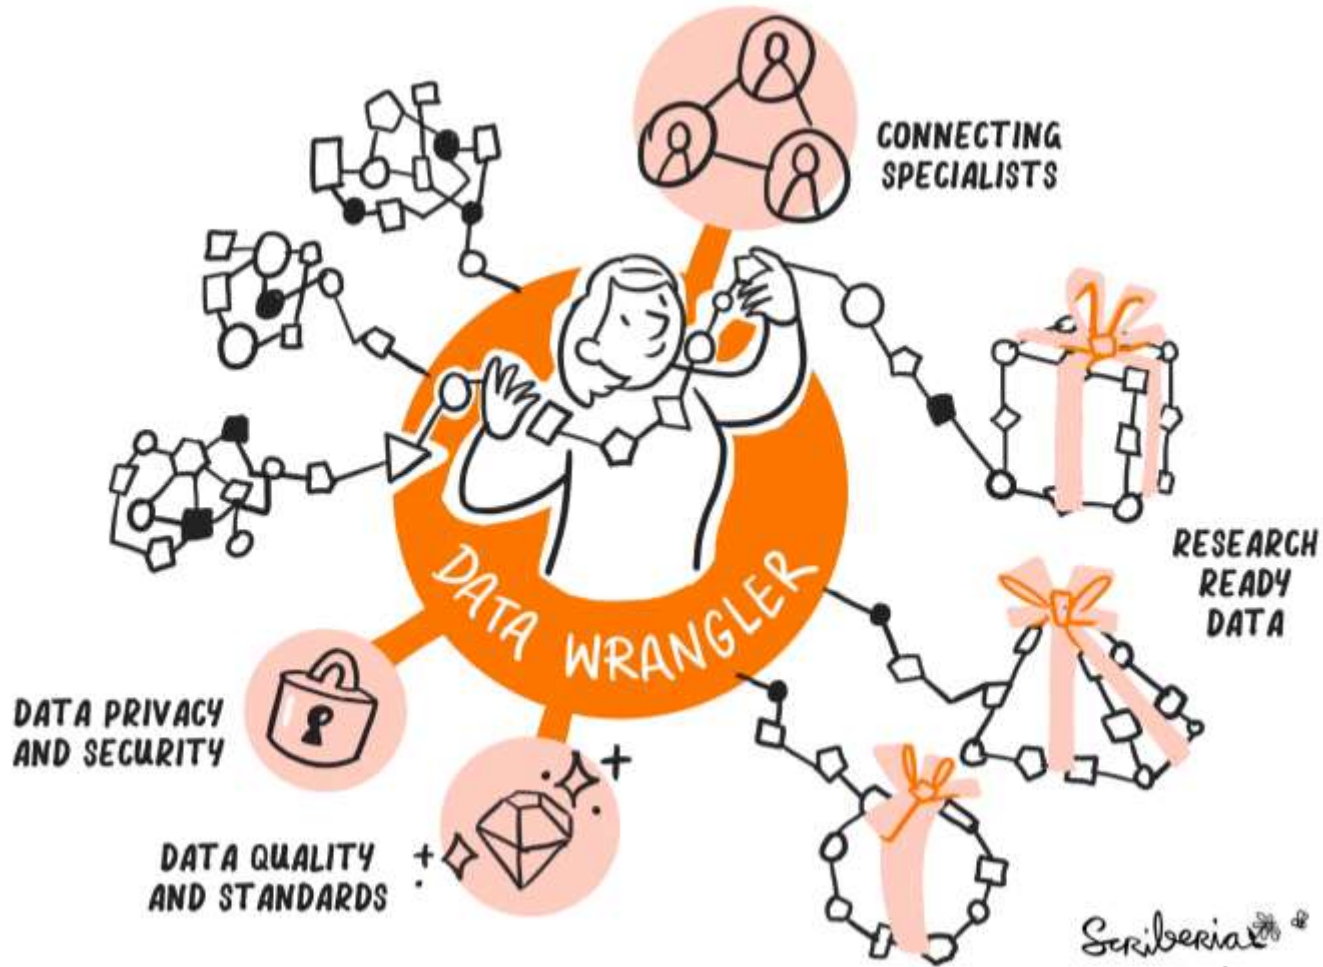 CONNECTING
SPECIALISTS
RESEARCH
READY
DATA
DATA WRANGLER
DATA PRIVACY
AND SECURITY
DATA QUALITY
AND STANDARDS
Scriberia